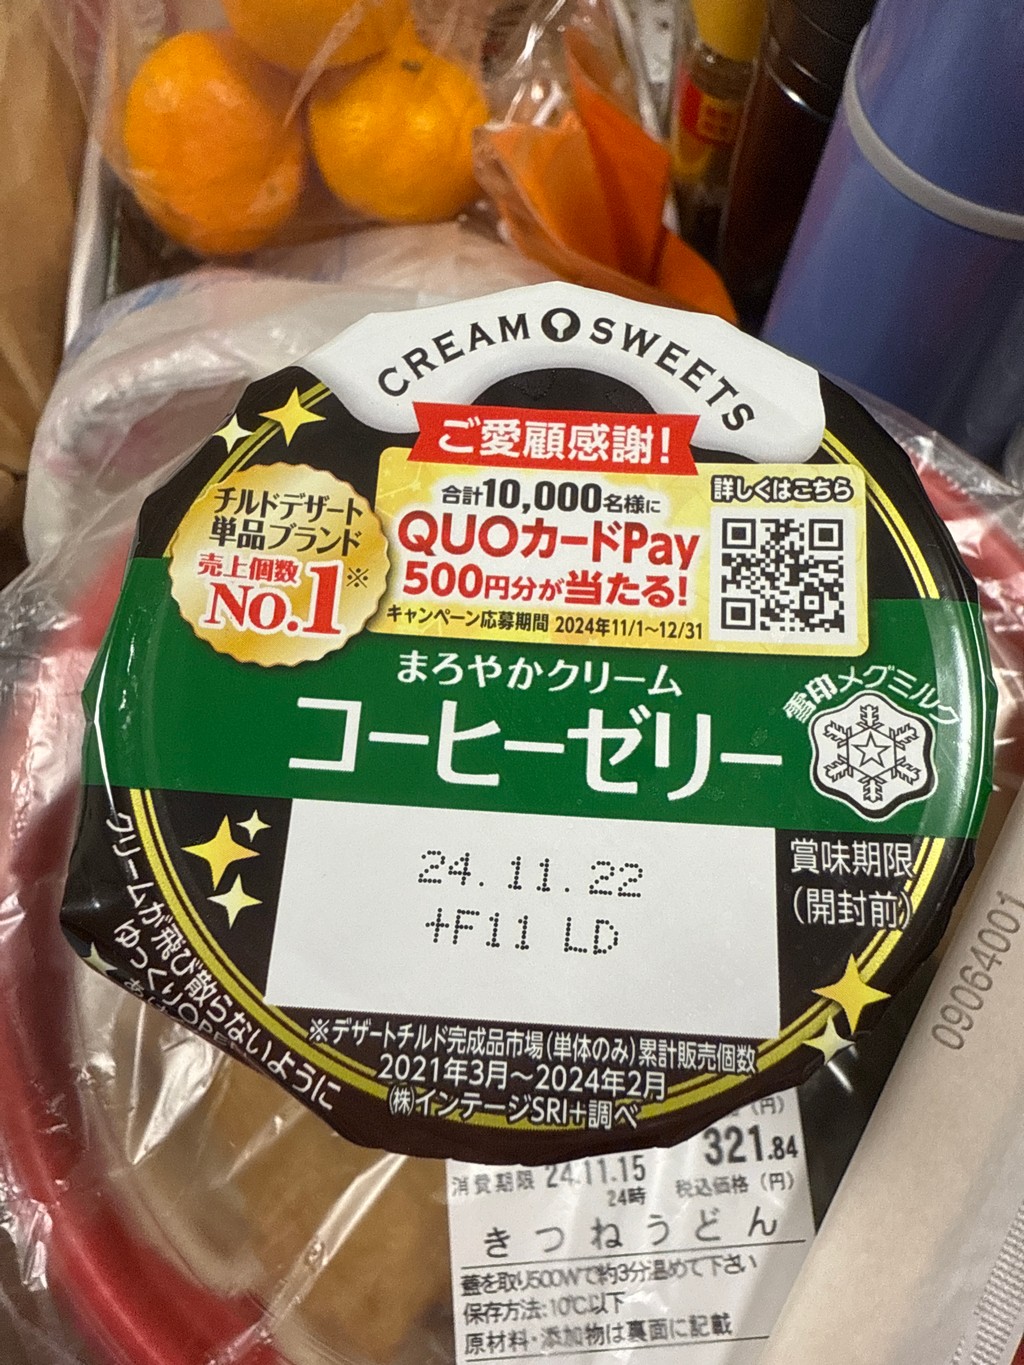 CREAM SWEETS
ご愛顧感謝!
チルドデザート
単品ブランド
売上個数
No.1※
合計10,000名様に
QUOカードPay
500円分が当たる!
キャンペーン応募期間 2024年11/1~12/31
詳しくはこちら
まろやかクリーム
コーヒーゼリー
雪印メグミルク
24.11.22
+F11 LD
賞味期限
(開封前)
クリームが飛び散らないように
ゆっくりOPEN
※デザートチルド完成品市場(単体のみ)累計販売個数
2021年3月~2024年2月
(株)インテージSRI+調べ
09064001
(円)
321.84
消費期限 24.11.15
24時
税込価格(円)
きつねうどん
蓋を取り500Wで約3分温めて下さい
保存方法:10℃以下
原材料・添加物は裏面に記載